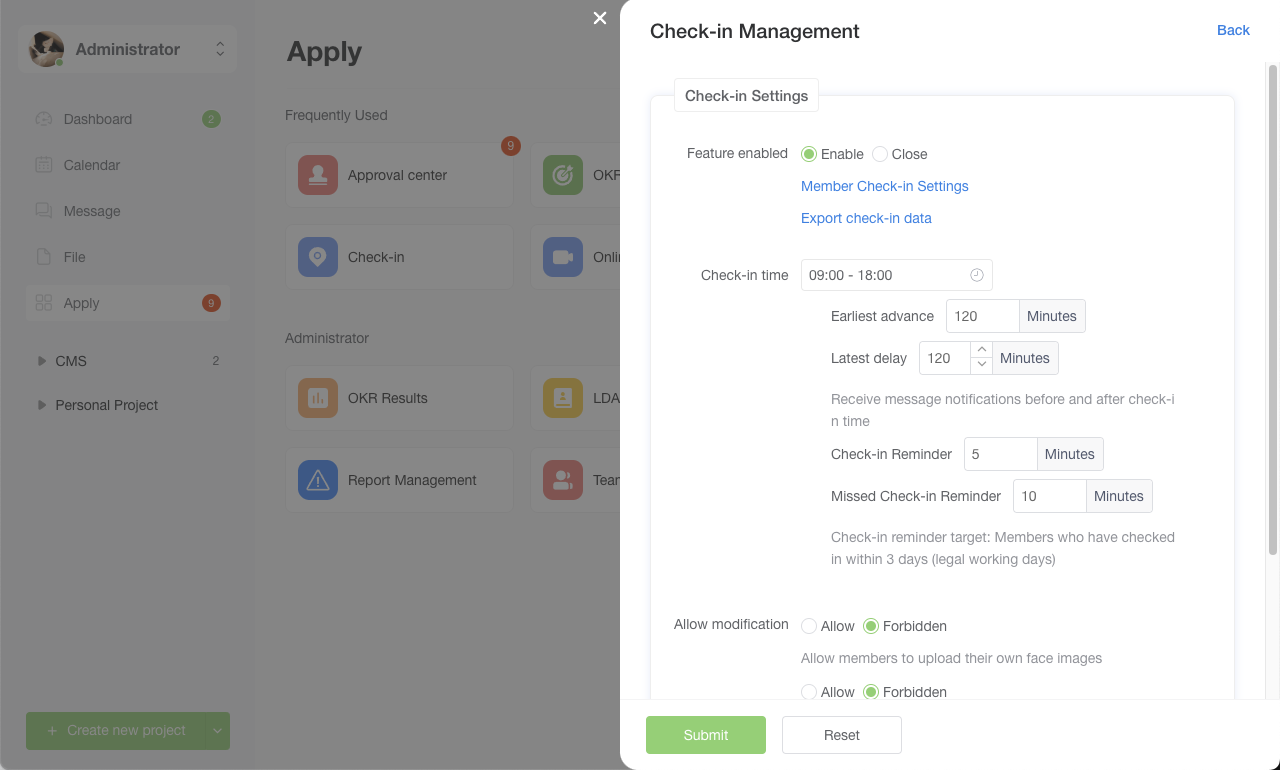 Administrator
Dashboard 2
Calendar
Message
File
Apply 9
CMS 2
Personal Project
+ Create new project
Apply
Frequently Used
Approval center 9
OKR
Check-in
Onli
Administrator
OKR Results
LDA
Report Management
Tear
Check-in Management
Back
Check-in Settings
Feature enabled Enable Close
Member Check-in Settings
Export check-in data
Check-in time 09:00 - 18:00
Earliest advance 120 Minutes
Latest delay 120 Minutes
Receive message notifications before and after check-i
n time
Check-in Reminder 5 Minutes
Missed Check-in Reminder 10 Minutes
Check-in reminder target: Members who have checked
in within 3 days (legal working days)
Allow modification Allow Forbidden
Allow members to upload their own face images
Allow Forbidden
Submit Reset